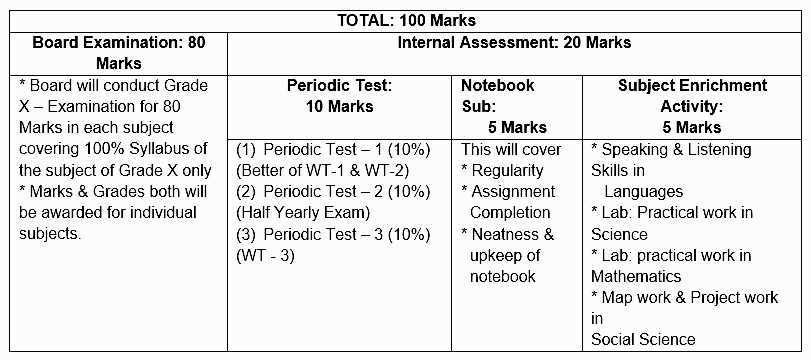 TOTAL: 100 Marks
Board Examination: 80
Marks
Internal Assessment: 20 Marks
* Board will conduct Grade
X – Examination for 80
Marks in each subject
covering 100% Syllabus of
the subject of Grade X only
* Marks & Grades both will
be awarded for individual
subjects.
Periodic Test:
10 Marks
Notebook
Sub:
5 Marks
Subject Enrichment
Activity:
5 Marks
(1) Periodic Test – 1 (10%)
(Better of WT-1 & WT-2)
(2) Periodic Test – 2 (10%)
(Half Yearly Exam)
(3) Periodic Test – 3 (10%)
(WT - 3)
This will cover
* Regularity
* Assignment
Completion
* Neatness &
upkeep of
notebook
* Speaking & Listening
Skills in
Languages
* Lab: Practical work in
Science
* Lab: practical work in
Mathematics
* Map work & Project work
in
Social Science